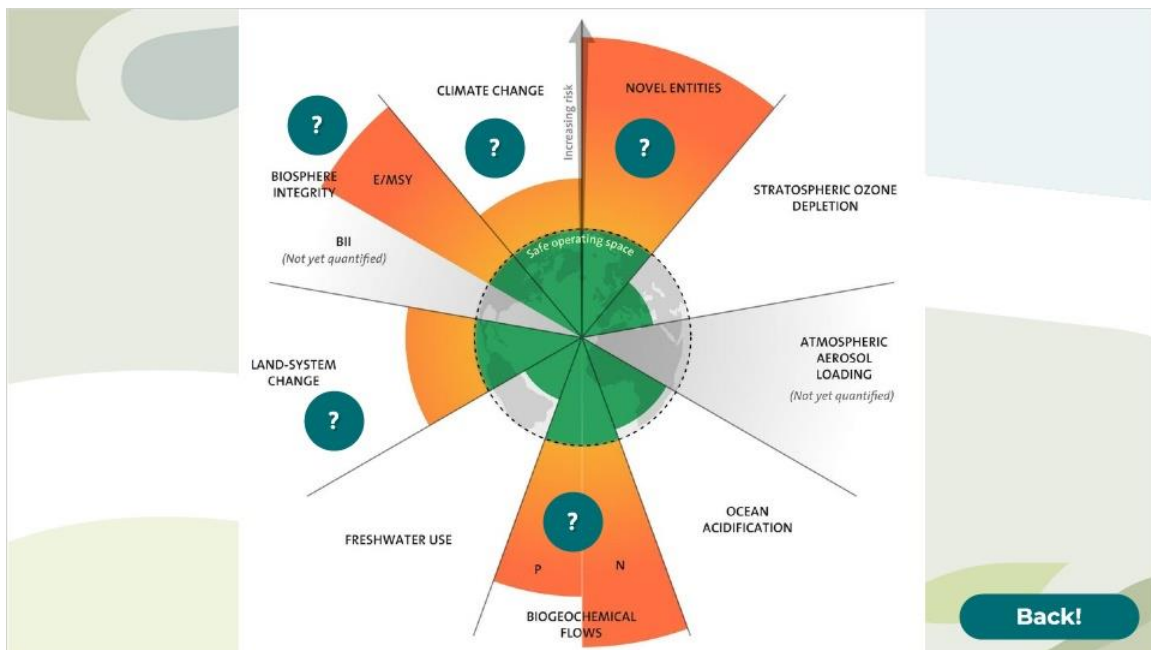 CLIMATE CHANGE
?
Increasing risk
NOVEL ENTITIES
?
?
BIOSPHERE
INTEGRITY
E/MSY
BII
(Not yet quantified)
STRATOSPHERIC OZONE
DEPLETION
Safe operating space
ATMOSPHERIC
AEROSOL
LOADING
(Not yet quantified)
LAND-SYSTEM
CHANGE
?
FRESHWATER USE
?
P
N
BIOGEOCHEMICAL
FLOWS
OCEAN
ACIDIFICATION
Back!